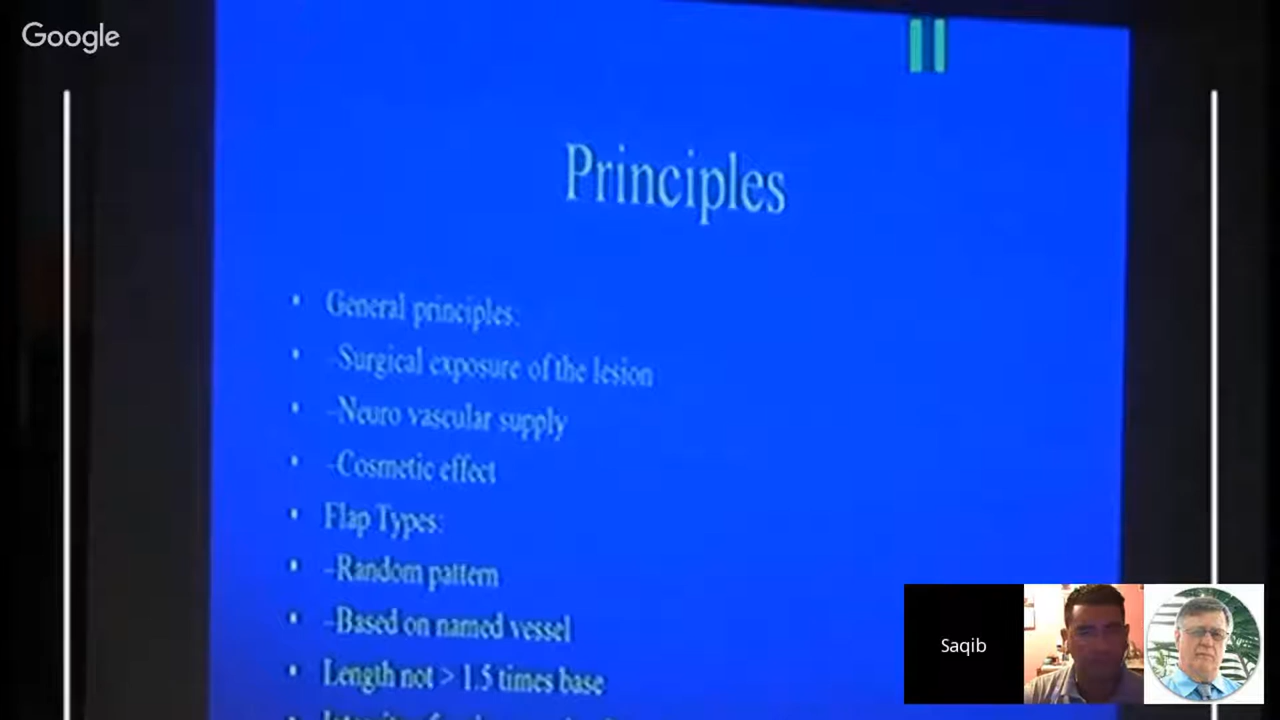 Google
Principles
• General principles:
• –Surgical exposure of the lesion
• –Neuro vascular supply
• –Cosmetic effect
• Flap Types:
• –Random pattern
• –Based on named vessel
• Length not > 1.5 times base
Saqib